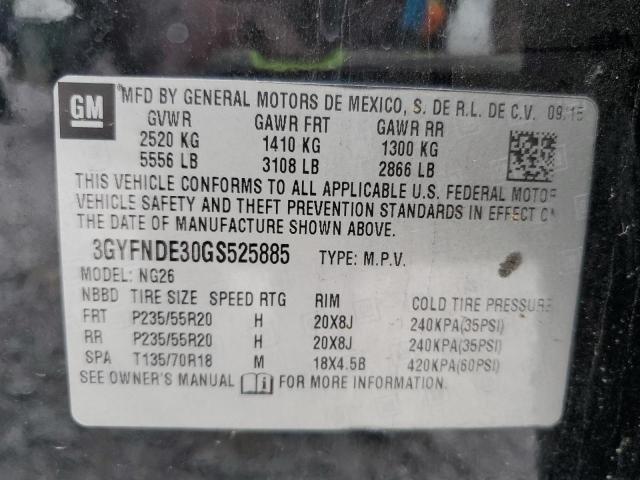 GM
MFD BY GENERAL MOTORS DE MEXICO, S. DE R.L. DE C.V. 09/15
GVWR GAWR FRT GAWR RR
2520 KG 1410 KG 1300 KG
5556 LB 3108 LB 2866 LB
THIS VEHICLE CONFORMS TO ALL APPLICABLE U.S. FEDERAL MOTOR
VEHICLE SAFETY AND THEFT PREVENTION STANDARDS IN EFFECT ON
THE DATE OF MANUFACTURE SHOWN ABOVE.
3GYFNDE30GS525885 TYPE: M.P.V.
MODEL: NG26
NBBD TIRE SIZE SPEED RTG RIM COLD TIRE PRESSURE
FRT P235/55R20 H 20X8J 240KPA(35PSI)
RR P235/55R20 H 20X8J 240KPA(35PSI)
SPA T135/70R18 M 18X4.5B 420KPA(60PSI)
SEE OWNER'S MANUAL FOR MORE INFORMATION.